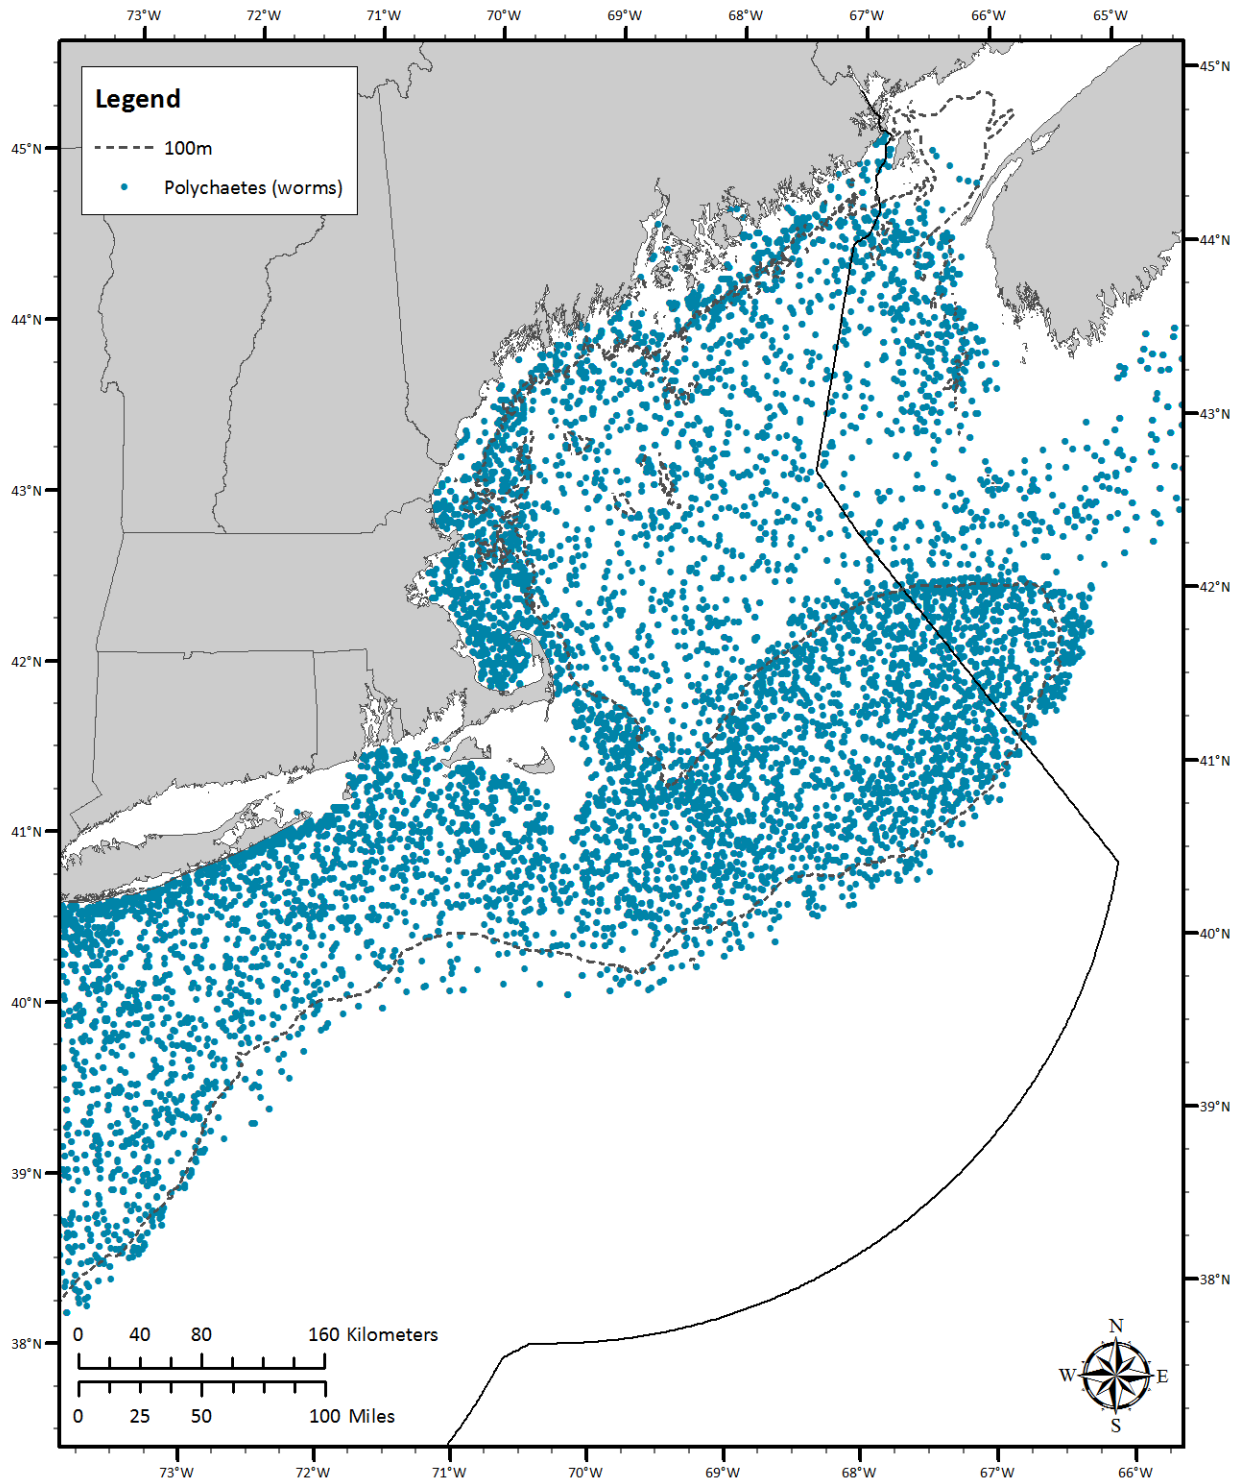 73°W 72°W 71°W 70°W 69°W 68°W 67°W 66°W 65°W
Legend
100m
Polychaetes (worms)
45°N 45°N
44°N 44°N
43°N 43°N
42°N 42°N
41°N 41°N
40°N 40°N
39°N 39°N
38°N 38°N
0 40 80 160 Kilometers
0 25 50 100 Miles
N
W E
S
73°W 72°W 71°W 70°W 69°W 68°W 67°W 66°W